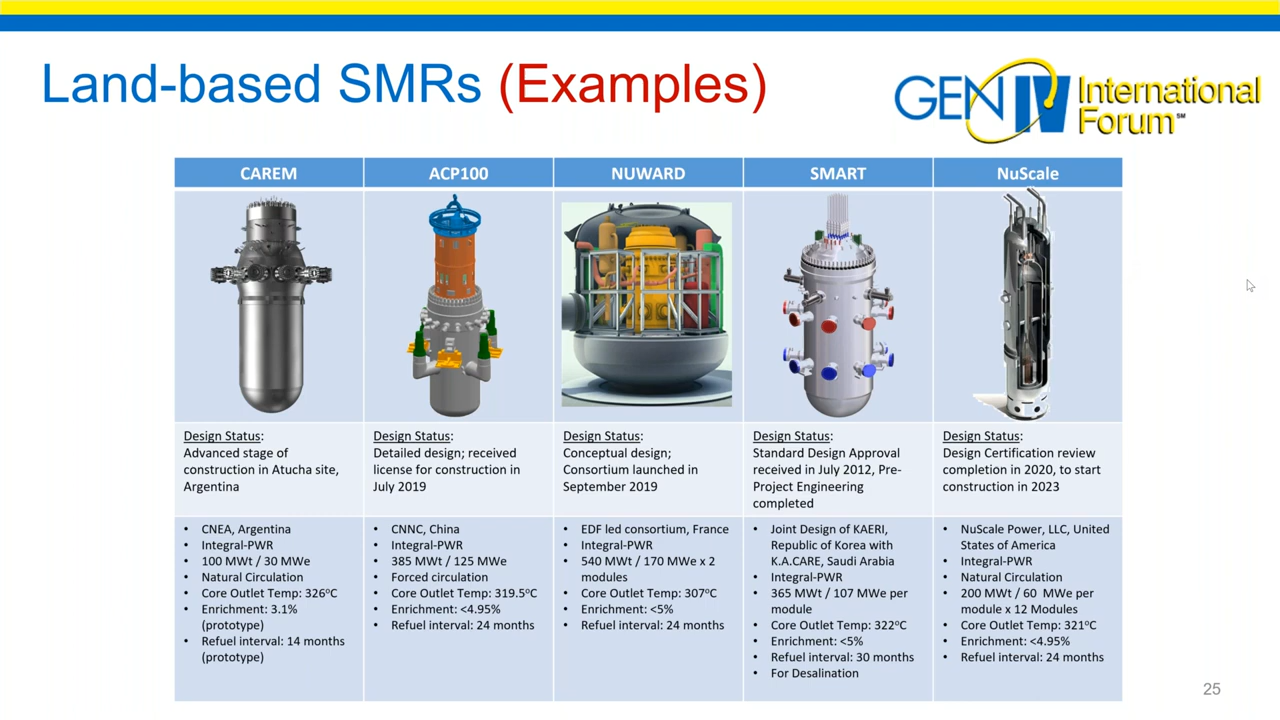 Land-based SMRs (Examples)
GEN IV International
Forum℠
CAREM
ACP100
NUWARD
SMART
NuScale
Design Status:
Advanced stage of
construction in Atucha site,
Argentina
Design Status:
Detailed design; received
license for construction in
July 2019
Design Status:
Conceptual design;
Consortium launched in
September 2019
Design Status:
Standard Design Approval
received in July 2012, Pre-
Project Engineering
completed
Design Status:
Design Certification review
completion in 2020, to start
construction in 2023
• CNEA, Argentina
• Integral-PWR
• 100 MWt / 30 MWe
• Natural Circulation
• Core Outlet Temp: 326°C
• Enrichment: 3.1%
(prototype)
• Refuel interval: 14 months
(prototype)
• CNNC, China
• Integral-PWR
• 385 MWt / 125 MWe
• Forced circulation
• Core Outlet Temp: 319.5°C
• Enrichment: <4.95%
• Refuel interval: 24 months
• EDF led consortium, France
• Integral-PWR
• 540 MWt / 170 MWe x 2
modules
• Core Outlet Temp: 307°C
• Enrichment: <5%
• Refuel interval: 24 months
• Joint Design of KAERI,
Republic of Korea with
K.A.CARE, Saudi Arabia
• Integral-PWR
• 365 MWt / 107 MWe per
module
• Core Outlet Temp: 322°C
• Enrichment: <5%
• Refuel interval: 30 months
• For Desalination
• NuScale Power, LLC, United
States of America
• Integral-PWR
• Natural Circulation
• 200 MWt / 60 MWe per
module x 12 Modules
• Core Outlet Temp: 321°C
• Enrichment: <4.95%
• Refuel interval: 24 months
25